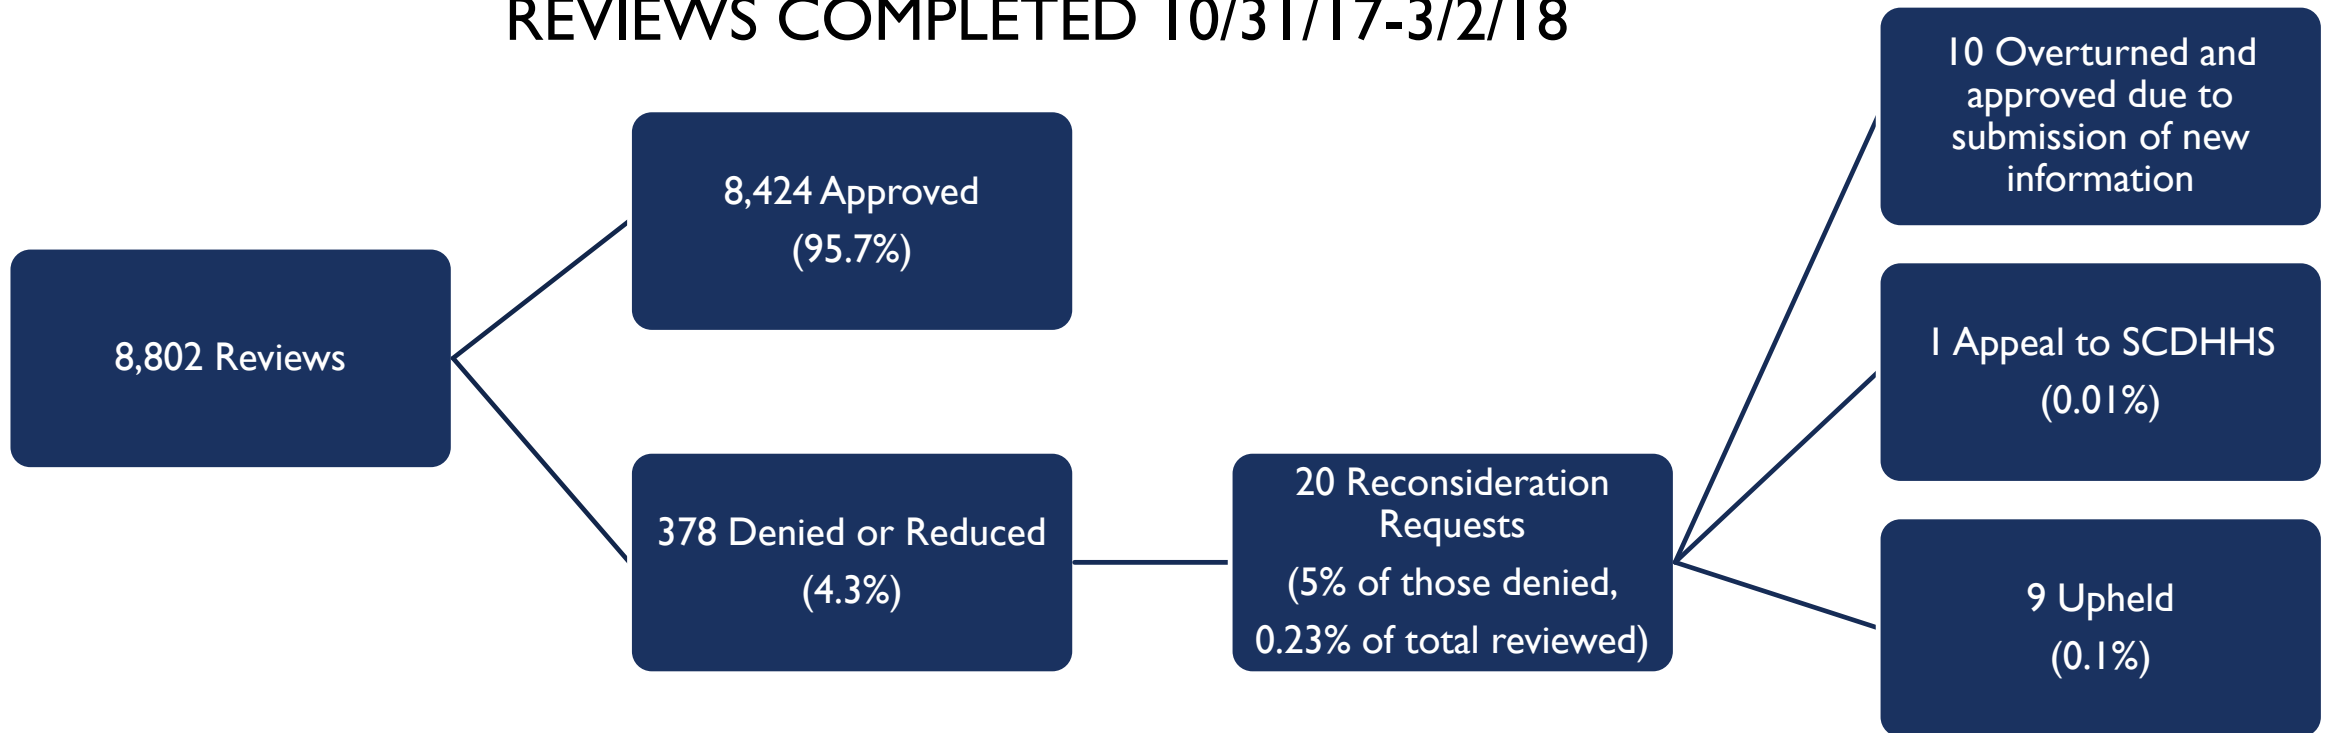 REVIEWS COMPLETED 10/31/17-3/2/18
8,802 Reviews
8,424 Approved
(95.7%)
378 Denied or Reduced
(4.3%)
20 Reconsideration
Requests
(5% of those denied,
0.23% of total reviewed)
10 Overturned and
approved due to
submission of new
information
1 Appeal to SCDHHS
(0.01%)
9 Upheld
(0.1%)